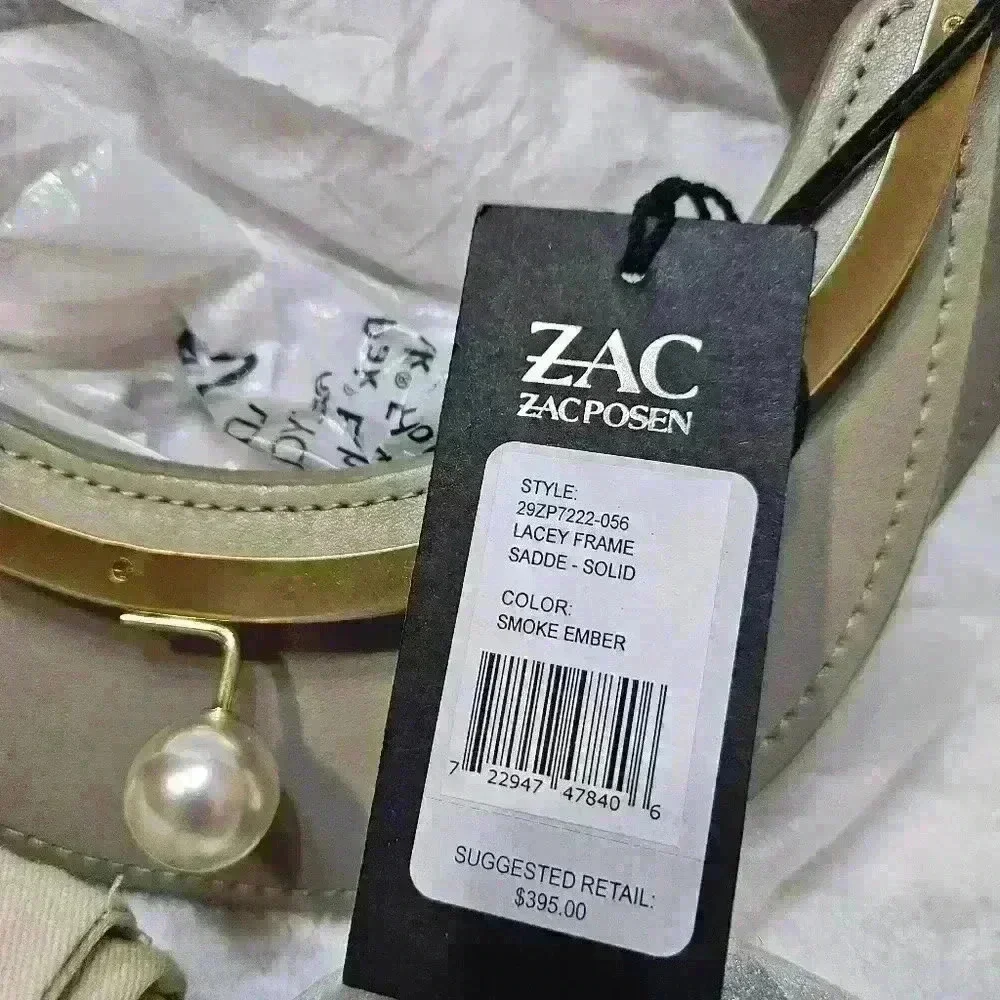 ZAC
ZAC POSEN
STYLE:
29ZP7222-056
LACEY FRAME
SADDE - SOLID
COLOR:
SMOKE EMBER
7 22947 47840 6
SUGGESTED RETAIL:
$395.00